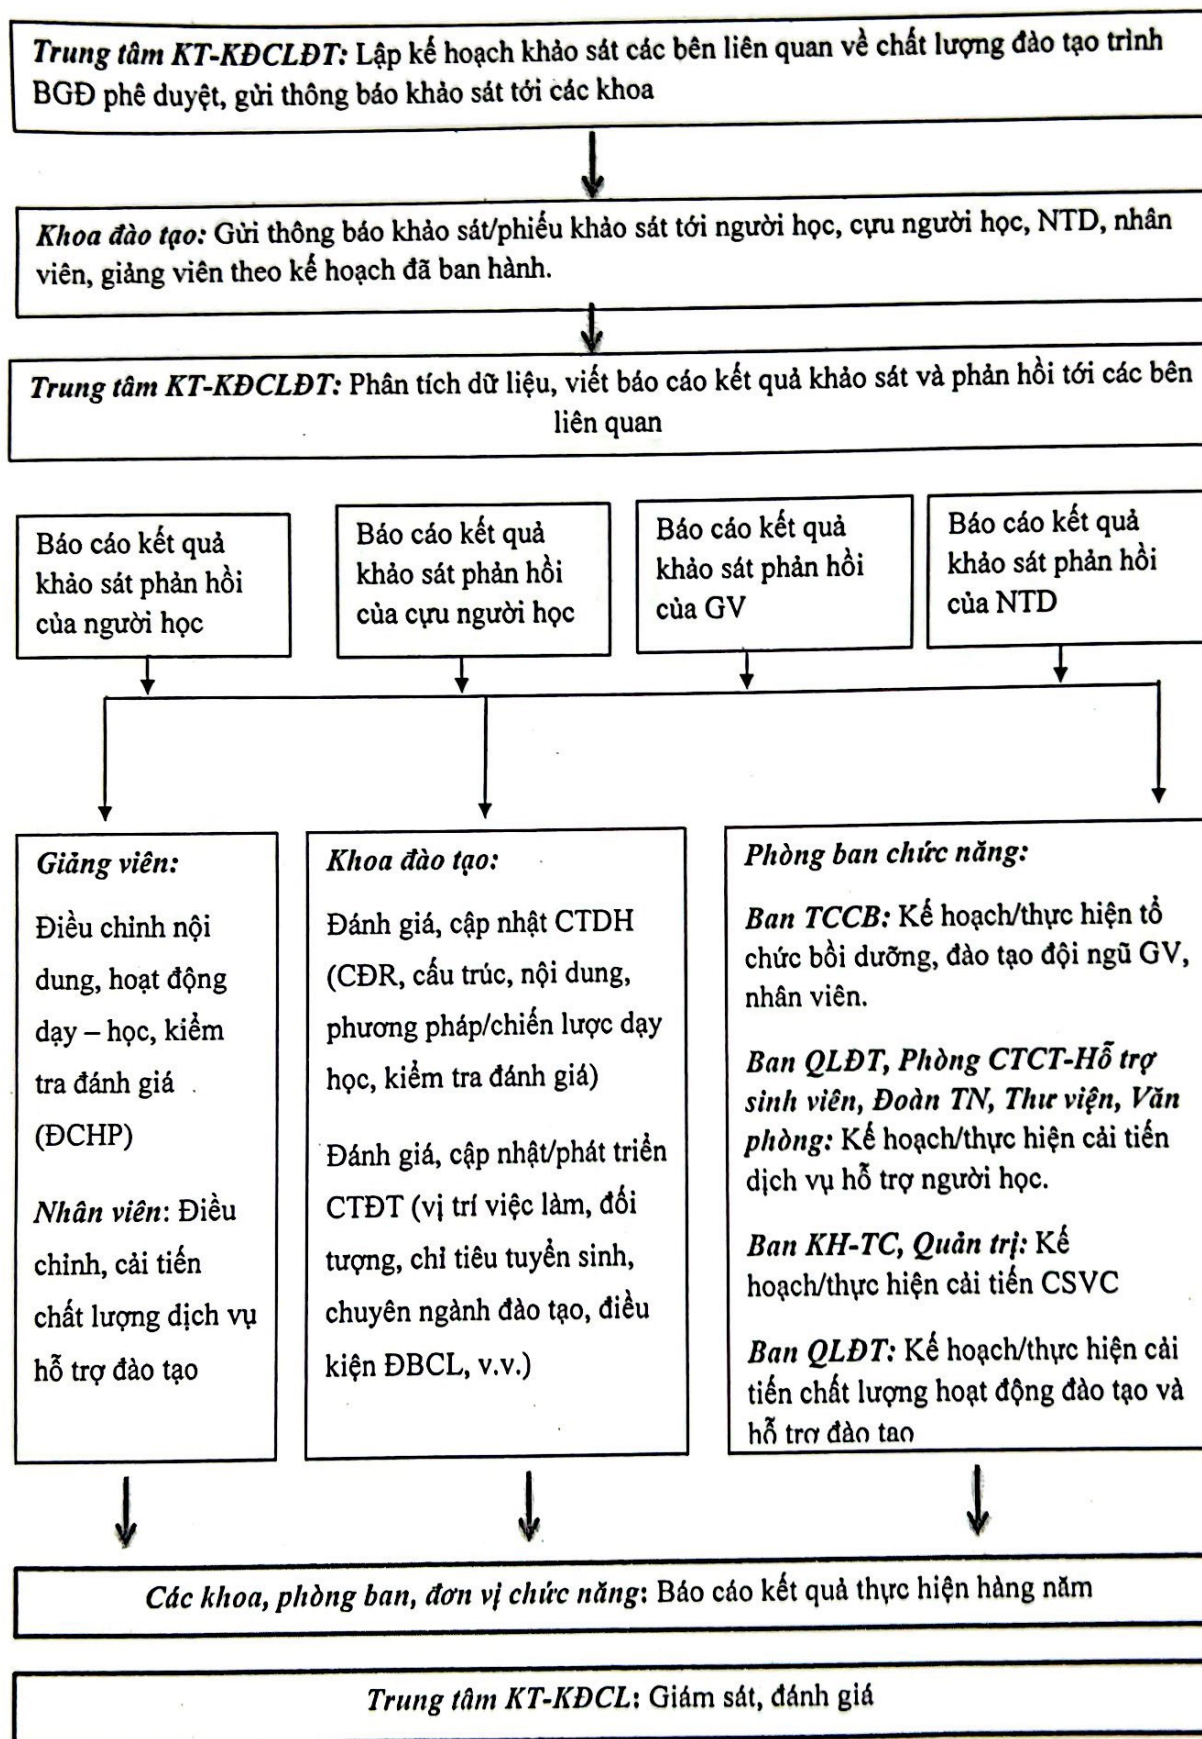 Trung tâm KT-KĐCLĐT: Lập kế hoạch khảo sát các bên liên quan về chất lượng đào tạo trình
BGĐ phê duyệt, gửi thông báo khảo sát tới các khoa
Khoa đào tạo: Gửi thông báo khảo sát/phiếu khảo sát tới người học, cựu người học, NTD, nhân
viên, giảng viên theo kế hoạch đã ban hành.
Trung tâm KT-KĐCLĐT: Phân tích dữ liệu, viết báo cáo kết quả khảo sát và phản hồi tới các bên
liên quan
Báo cáo kết quả
khảo sát phản hồi
của người học
Báo cáo kết quả
khảo sát phản hồi
của cựu người học
Báo cáo kết quả
khảo sát phản hồi
của GV
Báo cáo kết quả
khảo sát phản hồi
của NTD
Giảng viên:
Điều chỉnh nội
dung, hoạt động
dạy – học, kiểm
tra đánh giá
(ĐCHP)
Nhân viên: Điều
chỉnh, cải tiến
chất lượng dịch vụ
hỗ trợ đào tạo
Khoa đào tạo:
Đánh giá, cập nhật CTDH
(CĐR, cấu trúc, nội dung,
phương pháp/chiến lược dạy
học, kiểm tra đánh giá)
Đánh giá, cập nhật/phát triển
CTĐT (vị trí việc làm, đối
tượng, chỉ tiêu tuyển sinh,
chuyên ngành đào tạo, điều
kiện ĐBCL, v.v.)
Phòng ban chức năng:
Ban TCCB: Kế hoạch/thực hiện tổ
chức bồi dưỡng, đào tạo đội ngũ GV,
nhân viên.
Ban QLĐT, Phòng CTCT-Hỗ trợ
sinh viên, Đoàn TN, Thư viện, Văn
phòng: Kế hoạch/thực hiện cải tiến
dịch vụ hỗ trợ người học.
Ban KH-TC, Quản trị: Kế
hoạch/thực hiện cải tiến CSVC
Ban QLĐT: Kế hoạch/thực hiện cải
tiến chất lượng hoạt động đào tạo và
hỗ trợ đào tạo
Các khoa, phòng ban, đơn vị chức năng: Báo cáo kết quả thực hiện hàng năm
Trung tâm KT-KĐCL: Giám sát, đánh giá